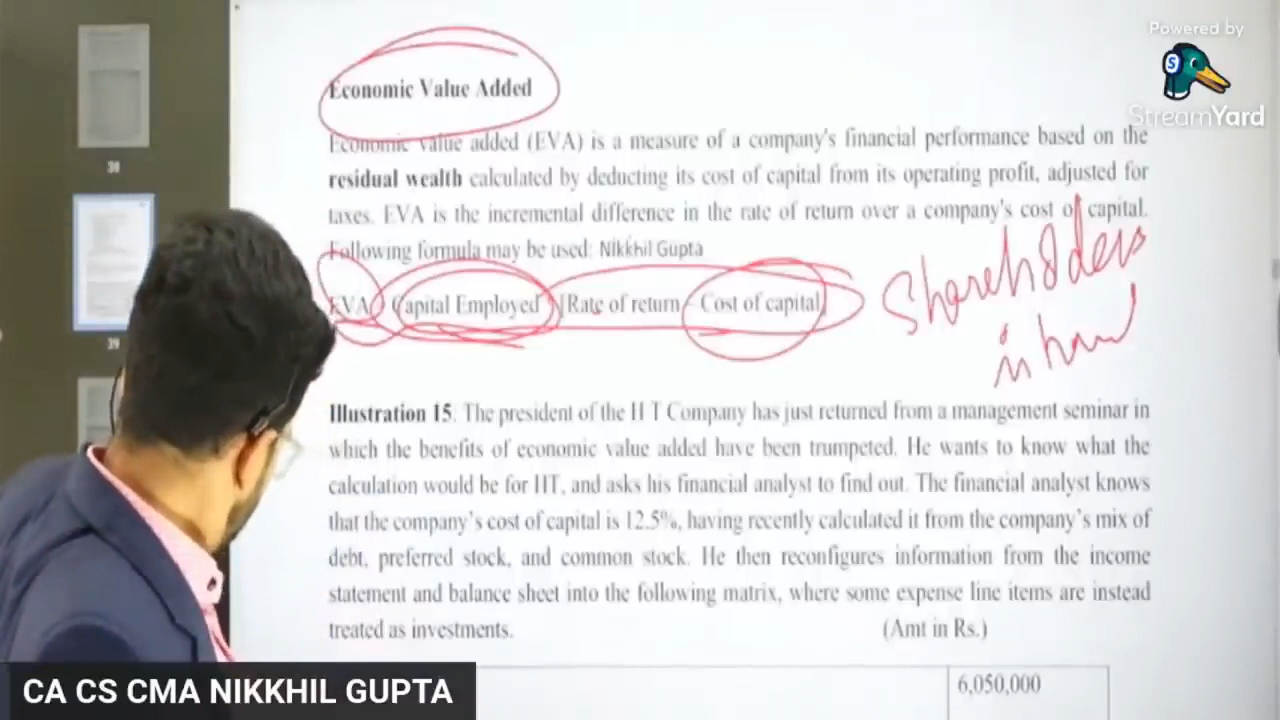 Powered by
StreamYard
Economic Value Added
Economic value added (EVA) is a measure of a company's financial performance based on the
residual wealth calculated by deducting its cost of capital from its operating profit, adjusted for
taxes. EVA is the incremental difference in the rate of return over a company's cost of capital.
Following formula may be used: Nikkhil Gupta
EVA Capital Employed [Rate of return - Cost of capital]
Shareholders
38
39
Illustration 15: The president of the H T Company has just returned from a management seminar in
which the benefits of economic value added have been trumpeted. He wants to know what the
calculation would be for HT, and asks his financial analyst to find out. The financial analyst knows
that the company's cost of capital is 12.5%, having recently calculated it from the company's mix of
debt, preferred stock, and common stock. He then reconfigures information from the income
statement and balance sheet into the following matrix, where some expense line items are instead
treated as investments. (Amt in Rs.)
6,050,000
CA CS CMA NIKKHIL GUPTA